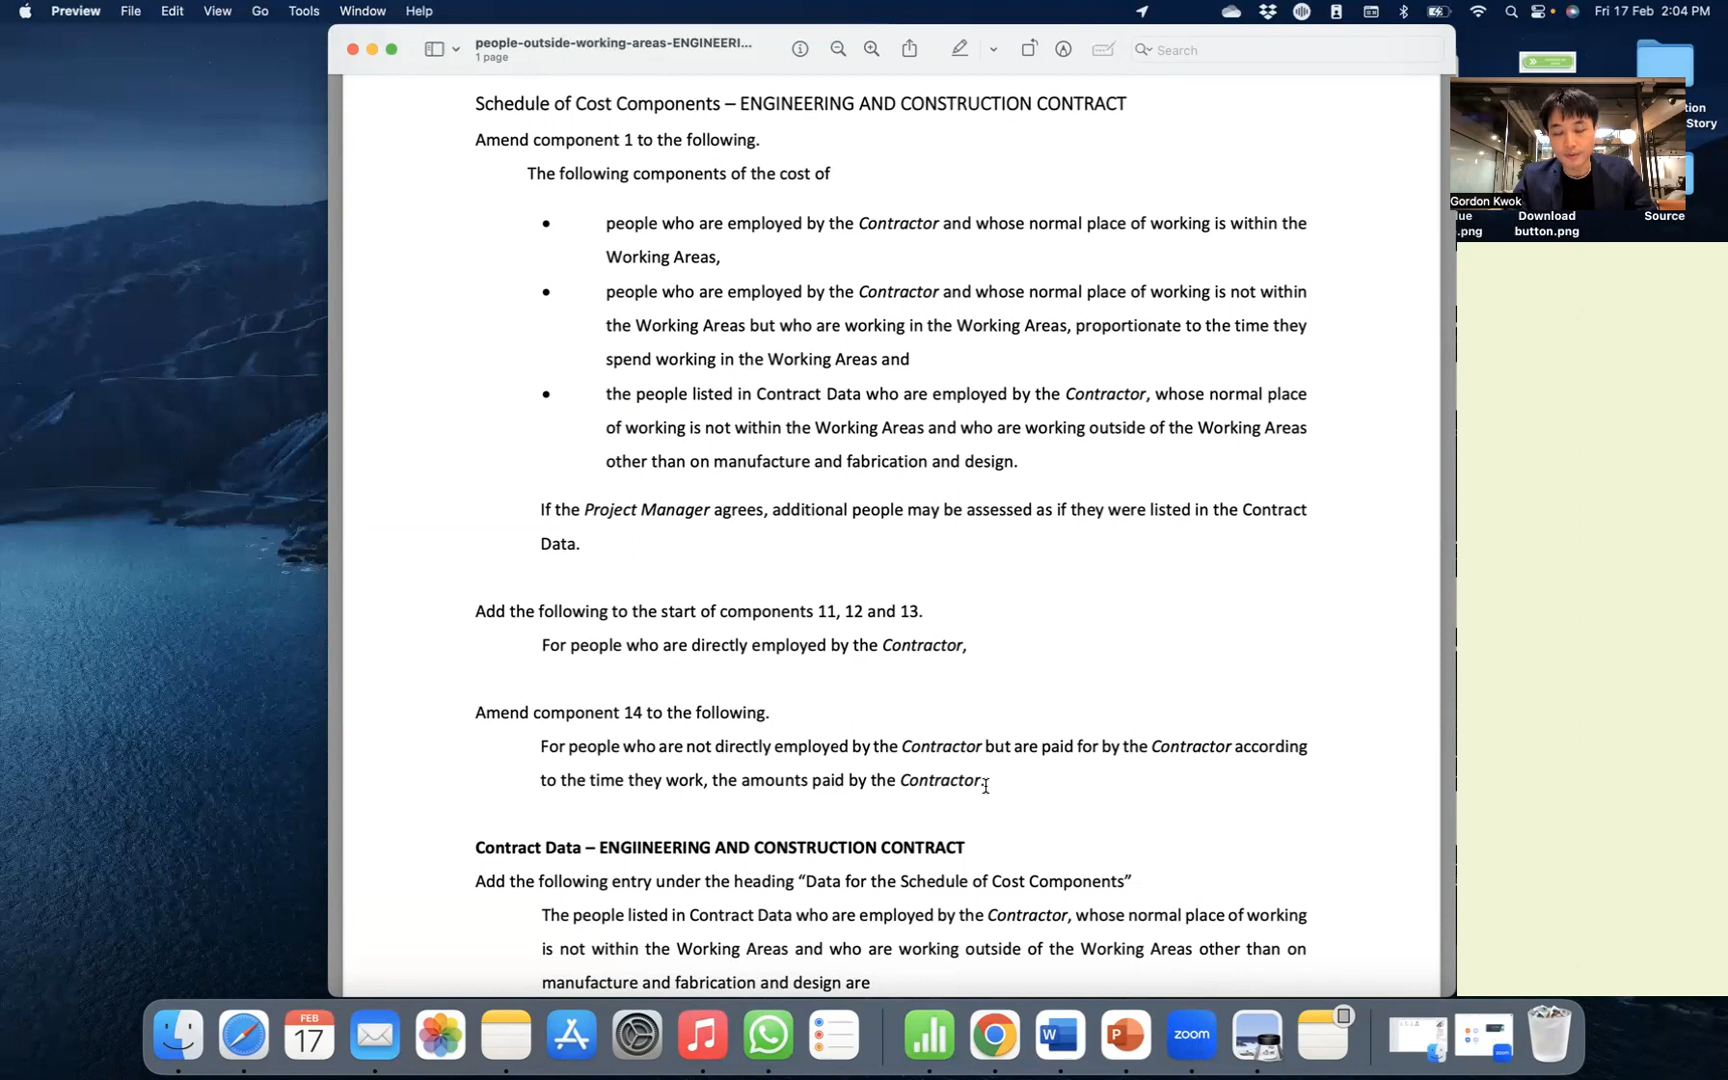 Preview File Edit View Go Tools Window Help
Fri 17 Feb 2:04 PM
people-outside-working-areas-ENGINEERI...
1 page
Search
Schedule of Cost Components – ENGINEERING AND CONSTRUCTION CONTRACT
Amend component 1 to the following.
The following components of the cost of
• people who are employed by the Contractor and whose normal place of working is within the
Working Areas,
• people who are employed by the Contractor and whose normal place of working is not within
the Working Areas but who are working in the Working Areas, proportionate to the time they
spend working in the Working Areas and
• the people listed in Contract Data who are employed by the Contractor, whose normal place
of working is not within the Working Areas and who are working outside of the Working Areas
other than on manufacture and fabrication and design.
If the Project Manager agrees, additional people may be assessed as if they were listed in the Contract
Data.
Add the following to the start of components 11, 12 and 13.
For people who are directly employed by the Contractor,
Amend component 14 to the following.
For people who are not directly employed by the Contractor but are paid for by the Contractor according
to the time they work, the amounts paid by the Contractor.
Contract Data – ENGIINEERING AND CONSTRUCTION CONTRACT
Add the following entry under the heading “Data for the Schedule of Cost Components”
The people listed in Contract Data who are employed by the Contractor, whose normal place of working
is not within the Working Areas and who are working outside of the Working Areas other than on
manufacture and fabrication and design are
Gordon Kwok
tion
Story
lue
.png
Download
button.png
Source
FEB
17
W
P
zoom
zoom